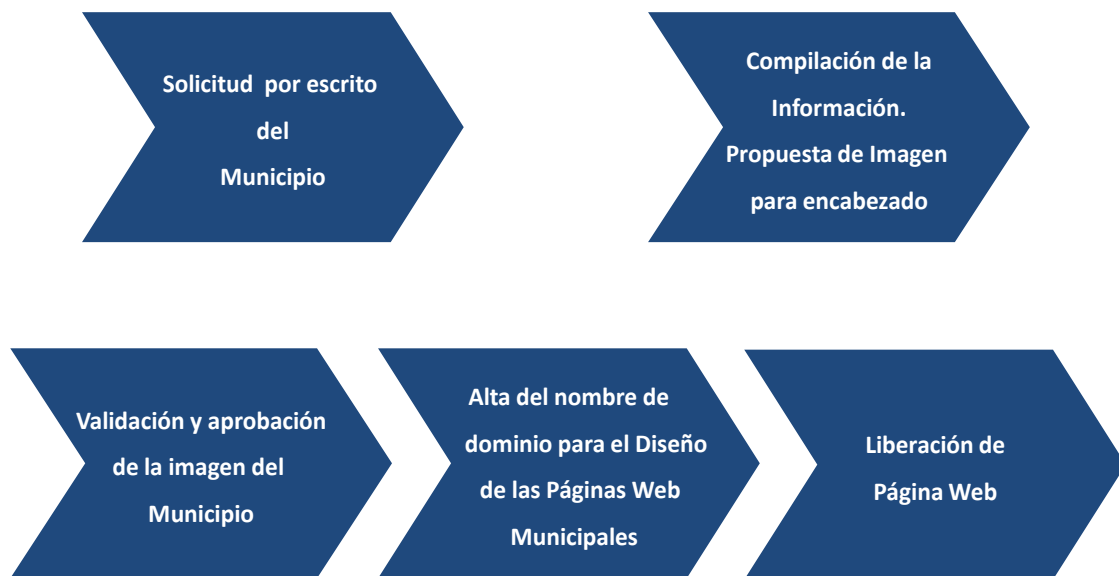 Solicitud por escrito
del
Municipio
Compilación de la
Información.
Propuesta de Imagen
para encabezado
Validación y aprobación
de la imagen del
Municipio
Alta del nombre de
dominio para el Diseño
de las Páginas Web
Municipales
Liberación de
Página Web